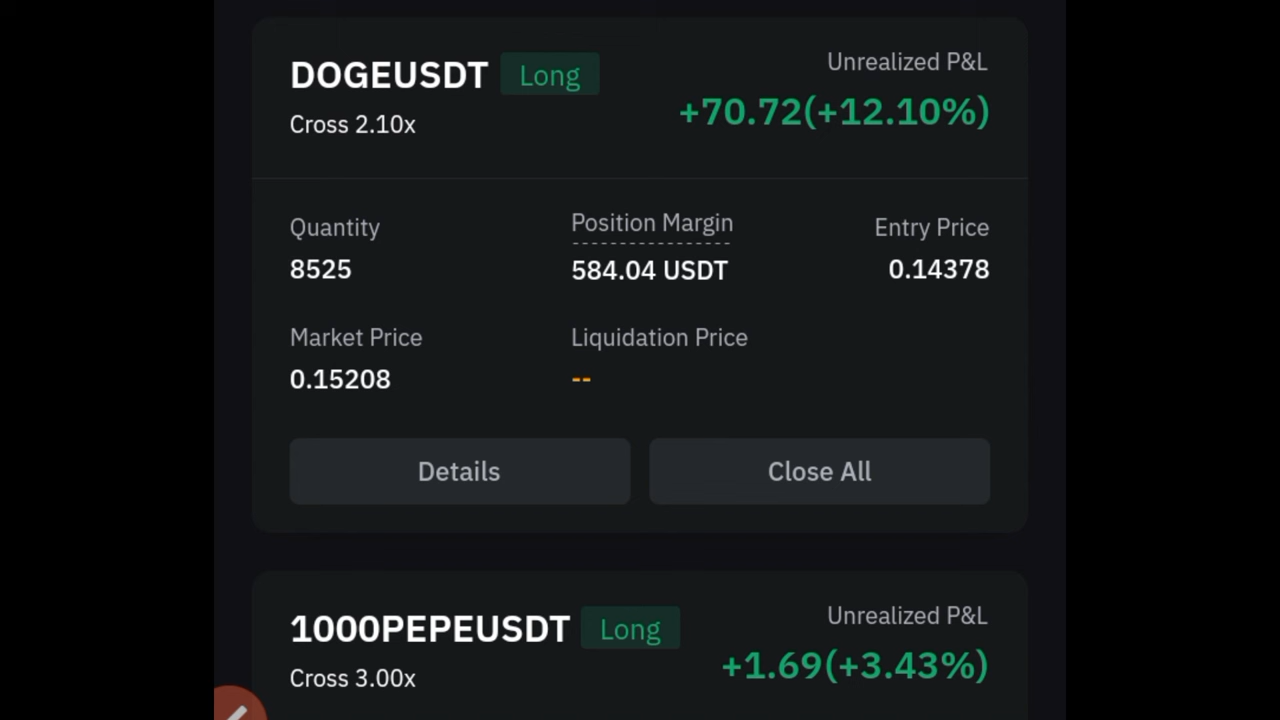 DOGEUSDT Long
Unrealized P&L
Cross 2.10x
+70.72(+12.10%)
Quantity
Position Margin
Entry Price
8525
584.04 USDT
0.14378
Market Price
Liquidation Price
0.15208
--
Details
Close All
1000PEPEUSDT Long
Unrealized P&L
Cross 3.00x
+1.69(+3.43%)